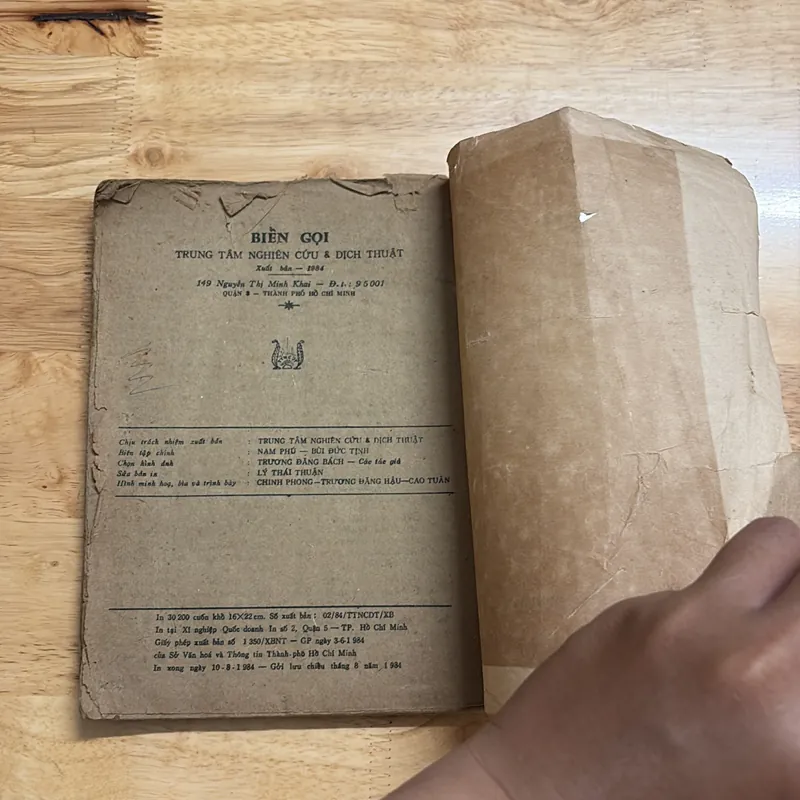 BIỂN GỌI
TRUNG TÂM NGHIÊN CỨU & DỊCH THUẬT
Xuất bản — 1984
149 Nguyễn Thị Minh Khai — Đ.t.: 95001
QUẬN 3 — THÀNH PHỐ HỒ CHÍ MINH
Chịu trách nhiệm xuất bản : TRUNG TÂM NGHIÊN CỨU & DỊCH THUẬT
Biên tập chính : NAM PHÚ — BÙI ĐỨC TỊNH
Chọn hình ảnh : TRƯƠNG ĐĂNG BÁCH — Các tác giả
Sửa bản in : LÝ THÁI THUẬN
Hình minh hoạ, bìa và trình bày : CHINH PHONG—TRƯƠNG ĐĂNG HẬU—CAO TUÂN
In 30 200 cuốn khổ 16×22 cm. Số xuất bản: 02/84/TTNCDT/XB
In tại Xí nghiệp Quốc doanh In số 2, Quận 5 — TP. Hồ Chí Minh
Giấy phép xuất bản số 1 350/XBNT — GP ngày 3-6-1984
của Sở Văn hoá và Thông tin Thành phố Hồ Chí Minh
In xong ngày 10-8-1984 — Gởi lưu chiểu tháng 8 năm 1984